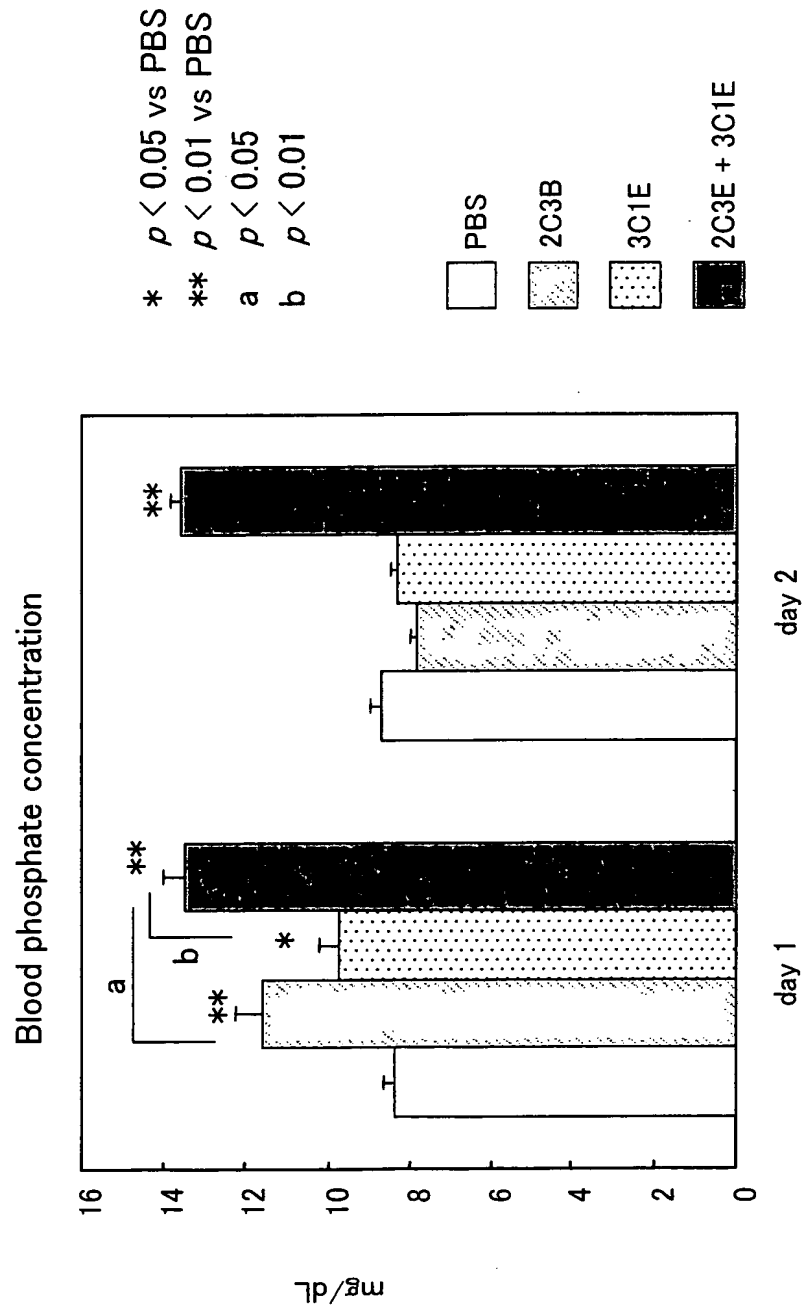 Blood phosphate concentration
* p < 0.05 vs PBS
** p < 0.01 vs PBS
a p < 0.05
b p < 0.01
PBS
2C3B
3C1E
2C3E + 3C1E
mg/dL
16
14
12
10
8
6
4
2
0
a
b
**
*
**
**
day 1
day 2